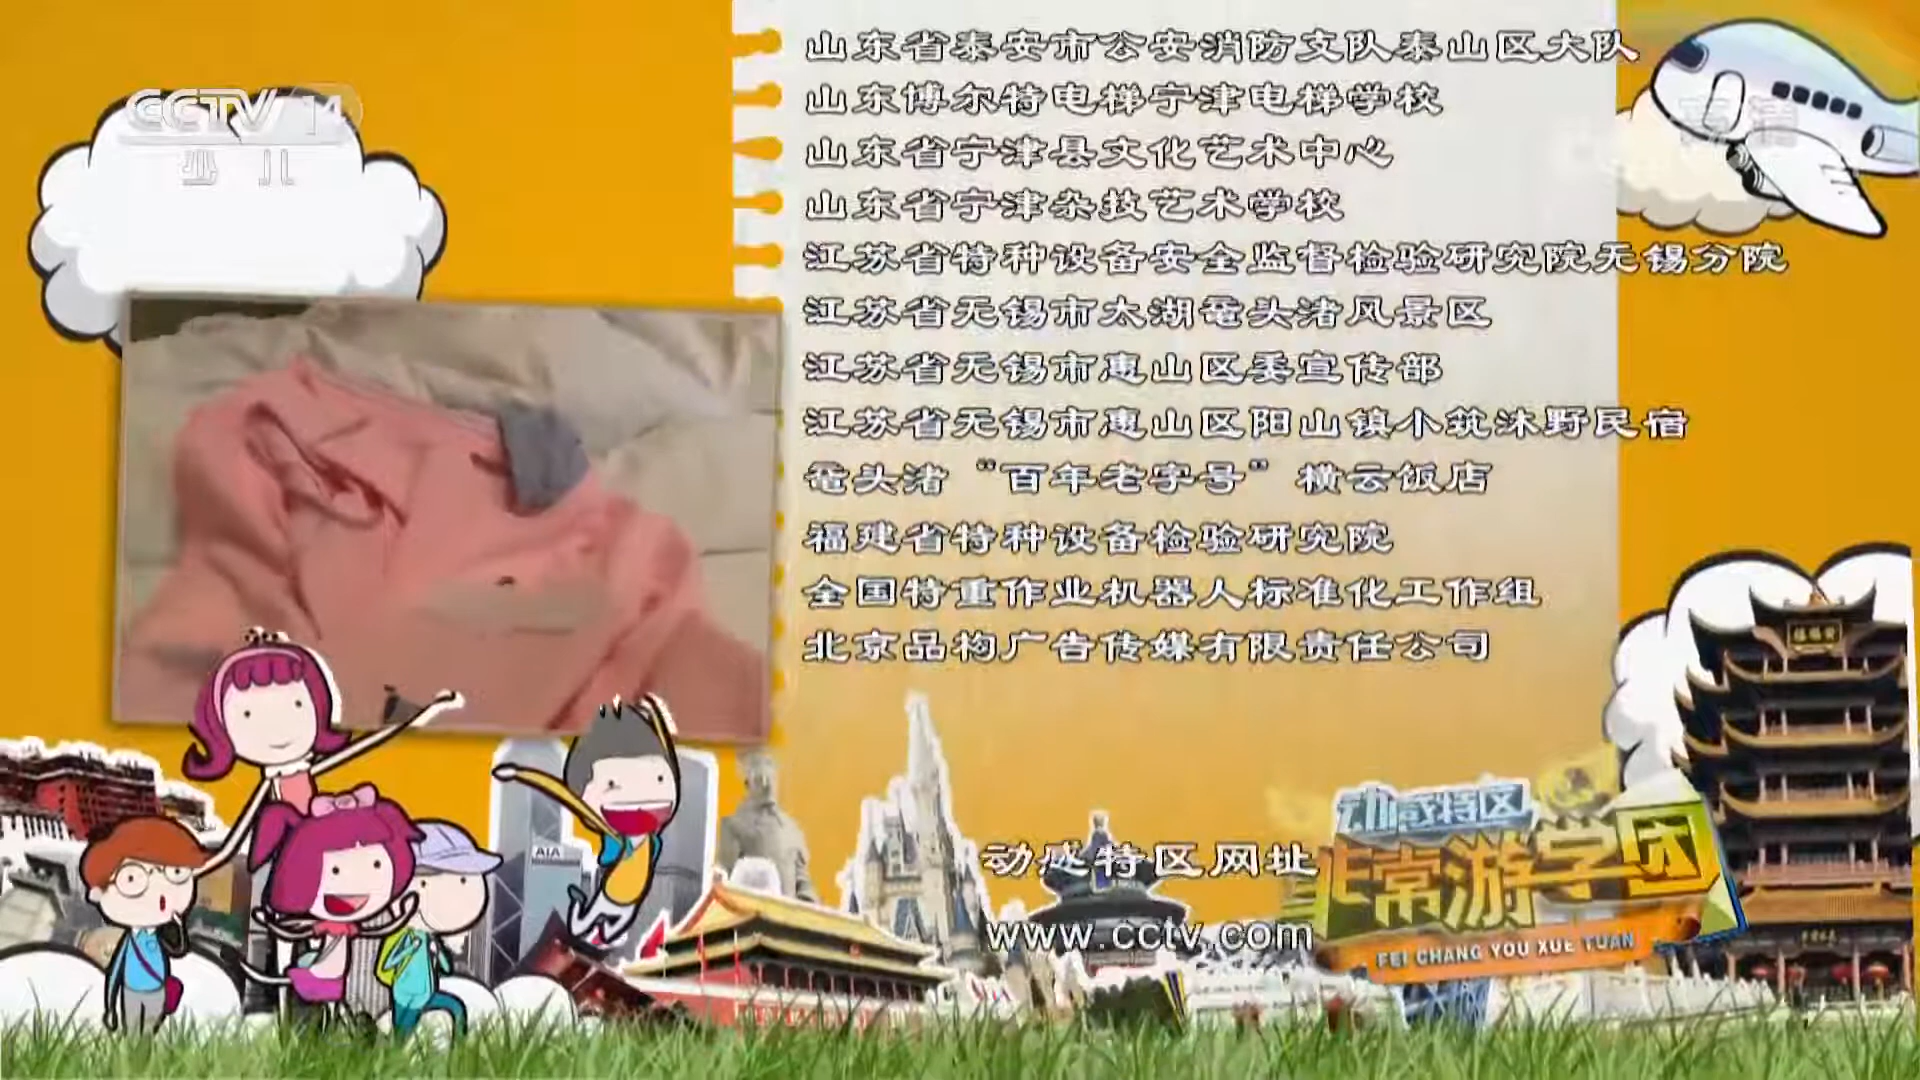 CCTV 14
少儿
高清
山东省泰安市公安消防支队泰山区大队
山东博尔特电梯宁津电梯学校
山东省宁津县文化艺术中心
山东省宁津杂技艺术学校
江苏省特种设备安全监督检验研究院无锡分院
江苏省无锡市太湖鼋头渚风景区
江苏省无锡市惠山区委宣传部
江苏省无锡市惠山区阳山镇小筑沐野民宿
鼋头渚“百年老字号”横云饭店
福建省特种设备检验研究院
全国特重作业机器人标准化工作组
北京品构广告传媒有限责任公司
AIA
动感特区网址
www.cctv.com
动感特区
非常游学团
FEI CHANG YOU XUE TUAN